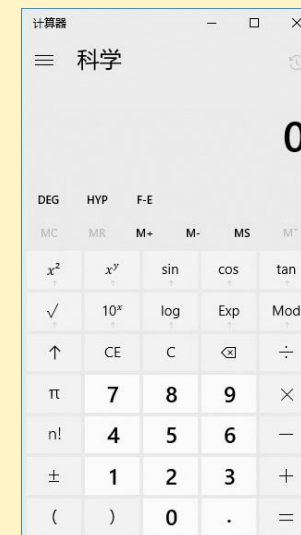 计算器
科学
0
DEG HYP F-E
MC MR M+ M- MS M˅
x² xʸ sin cos tan
√ 10ˣ log Exp Mod
↑ CE C ⌫ ÷
π 7 8 9 ×
n! 4 5 6 −
± 1 2 3 +
( ) 0 . =